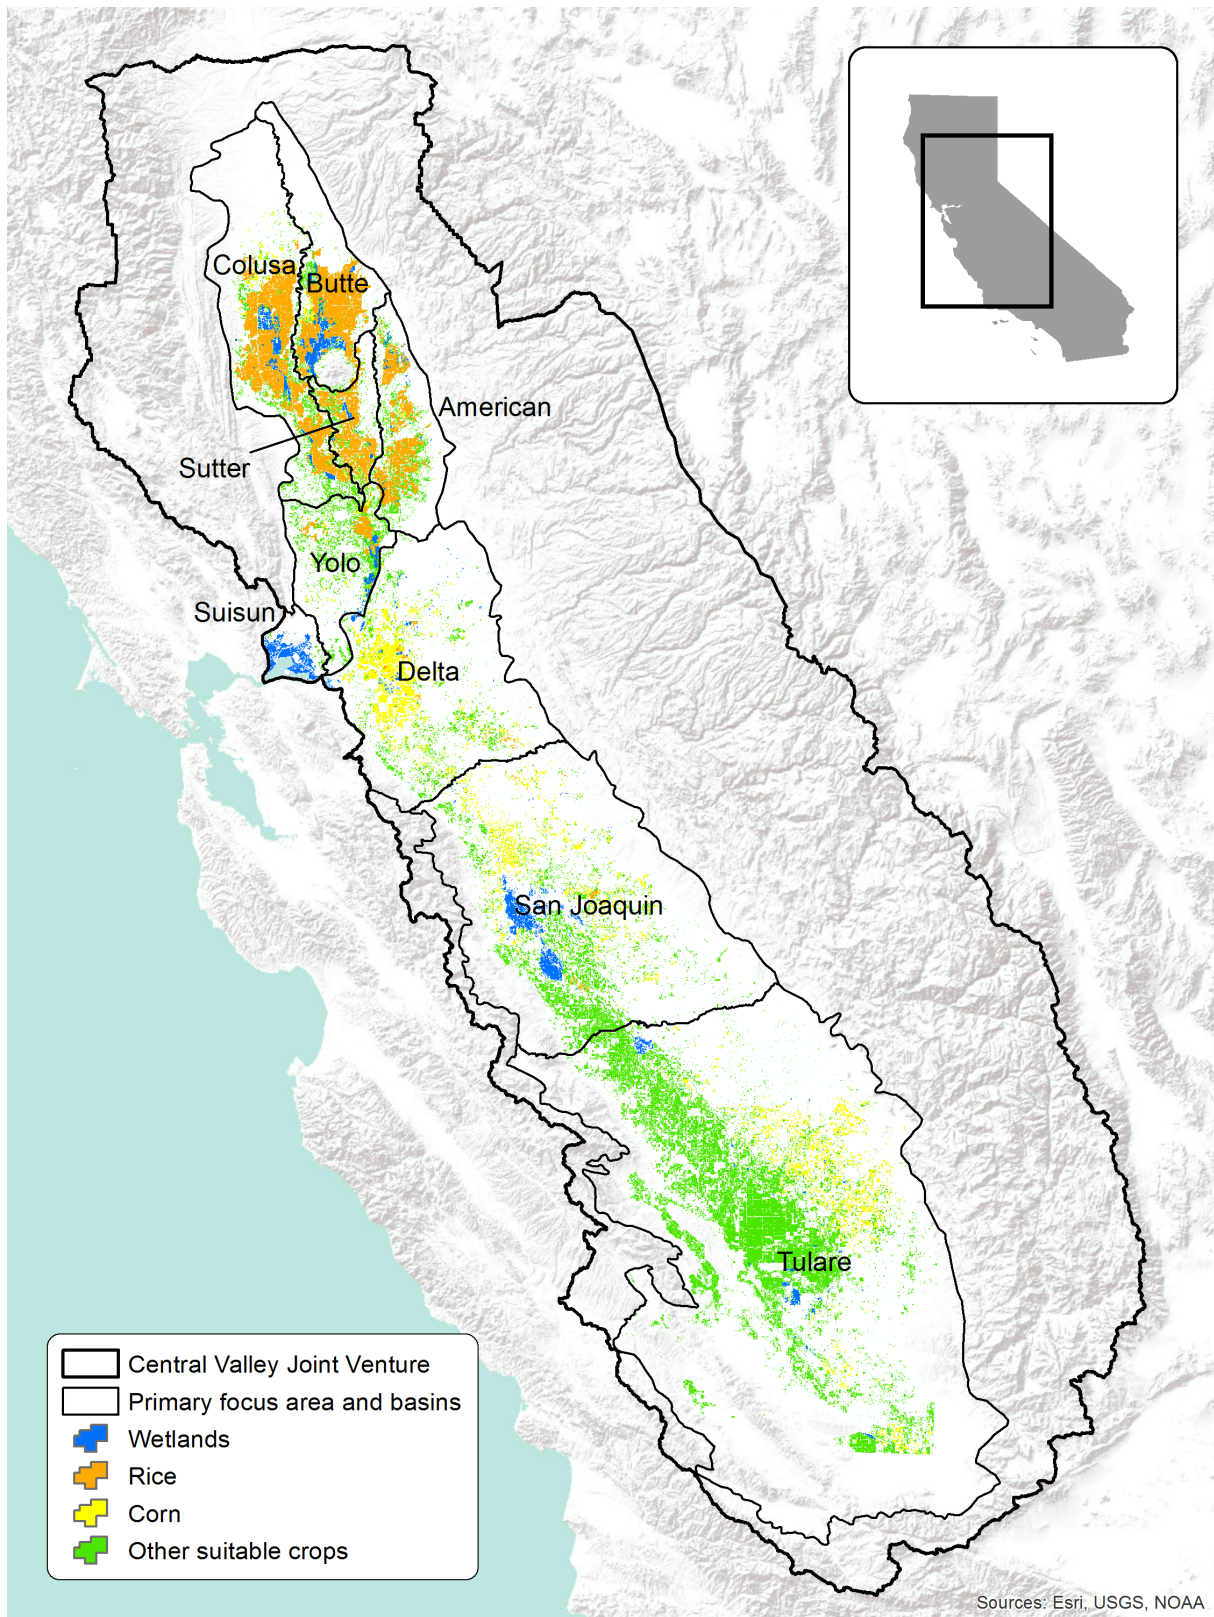 Colusa
Butte
American
Sutter
Yolo
Suisun
Delta
San Joaquin
Tulare
Central Valley Joint Venture
Primary focus area and basins
Wetlands
Rice
Corn
Other suitable crops
Sources: Esri, USGS, NOAA